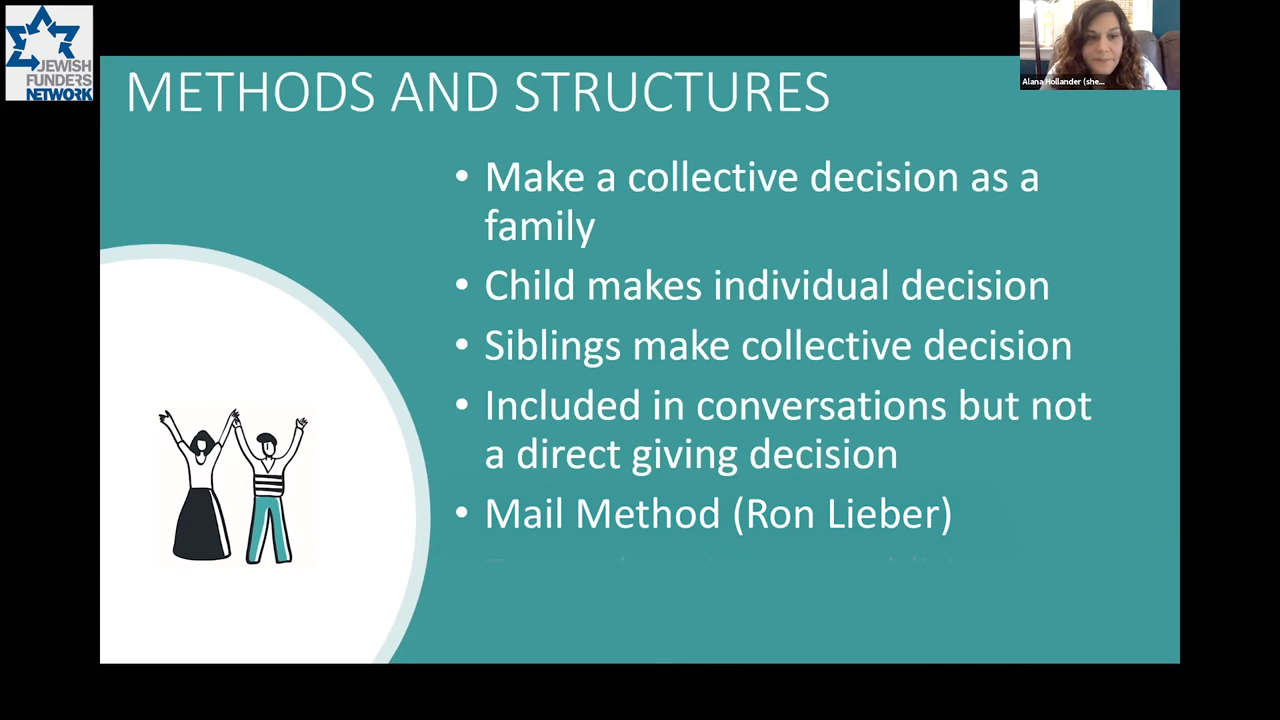 JEWISH
FUNDERS
NETWORK
METHODS AND STRUCTURES
Alana Hollander (she...
• Make a collective decision as a
family
• Child makes individual decision
• Siblings make collective decision
• Included in conversations but not
a direct giving decision
• Mail Method (Ron Lieber)